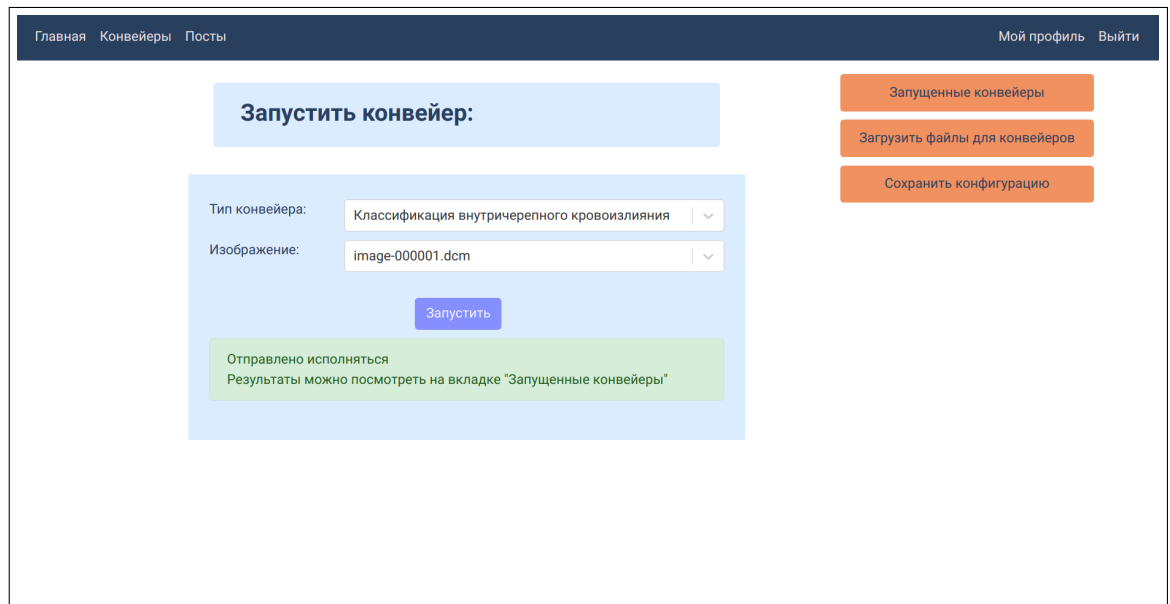 Главная Конвейеры Посты Мой профиль Выйти
Запустить конвейер:
Тип конвейера: Классификация внутричерепного кровоизлияния
Изображение: image-000001.dcm
Запустить
Отправлено исполняться
Результаты можно посмотреть на вкладке "Запущенные конвейеры"
Запущенные конвейеры
Загрузить файлы для конвейеров
Сохранить конфигурацию